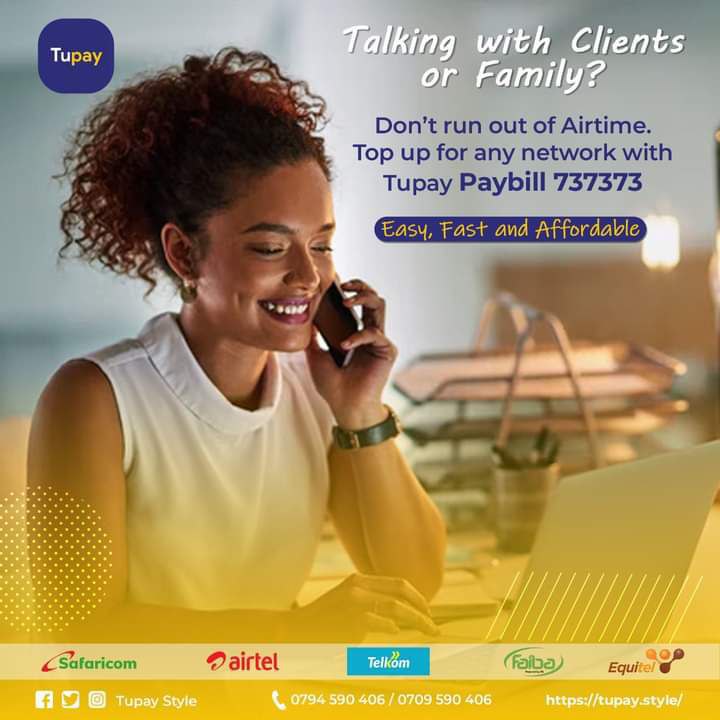 Tupay
Talking with Clients
or Family?
Don't run out of Airtime.
Top up for any network with
Tupay Paybill 737373
Easy, Fast and Affordable
Safaricom
airtel
Telkom
faiba
Equitel
Tupay Style
0794 590 406 / 0709 590 406
https://tupay.style/